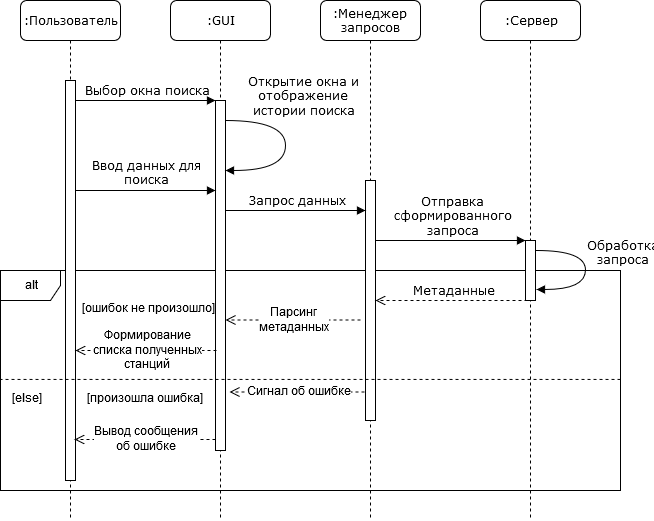 :Пользователь
:GUI
:Менеджер
запросов
:Сервер
Выбор окна поиска
Открытие окна и
отображение
истории поиска
Ввод данных для
поиска
Запрос данных
Отправка
сформированного
запроса
Обработка
запроса
alt
Метаданные
[ошибок не произошло]
Парсинг
метаданных
Формирование
списка полученных
станций
[else]
[произошла ошибка]
Сигнал об ошибке
Вывод сообщения
об ошибке